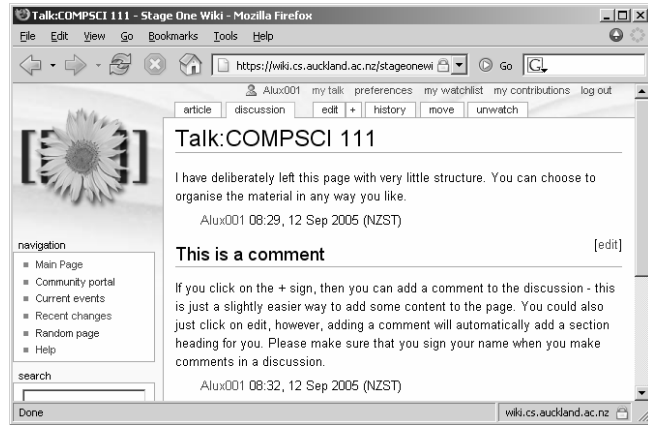 Talk:COMPSCI 111 - Stage One Wiki - Mozilla Firefox
File Edit View Go Bookmarks Tools Help
https://wiki.cs.auckland.ac.nz/stageonewi Go G
Alux001 my talk preferences my watchlist my contributions log out
article discussion edit + history move unwatch
Talk:COMPSCI 111
I have deliberately left this page with very little structure. You can choose to
organise the material in any way you like.
Alux001 08:29, 12 Sep 2005 (NZST)
[edit]
This is a comment
If you click on the + sign, then you can add a comment to the discussion - this
is just a slightly easier way to add some content to the page. You could also
just click on edit, however, adding a comment will automatically add a section
heading for you. Please make sure that you sign your name when you make
comments in a discussion.
Alux001 08:32, 12 Sep 2005 (NZST)
navigation
Main Page
Community portal
Current events
Recent changes
Random page
Help
search
Done wiki.cs.auckland.ac.nz